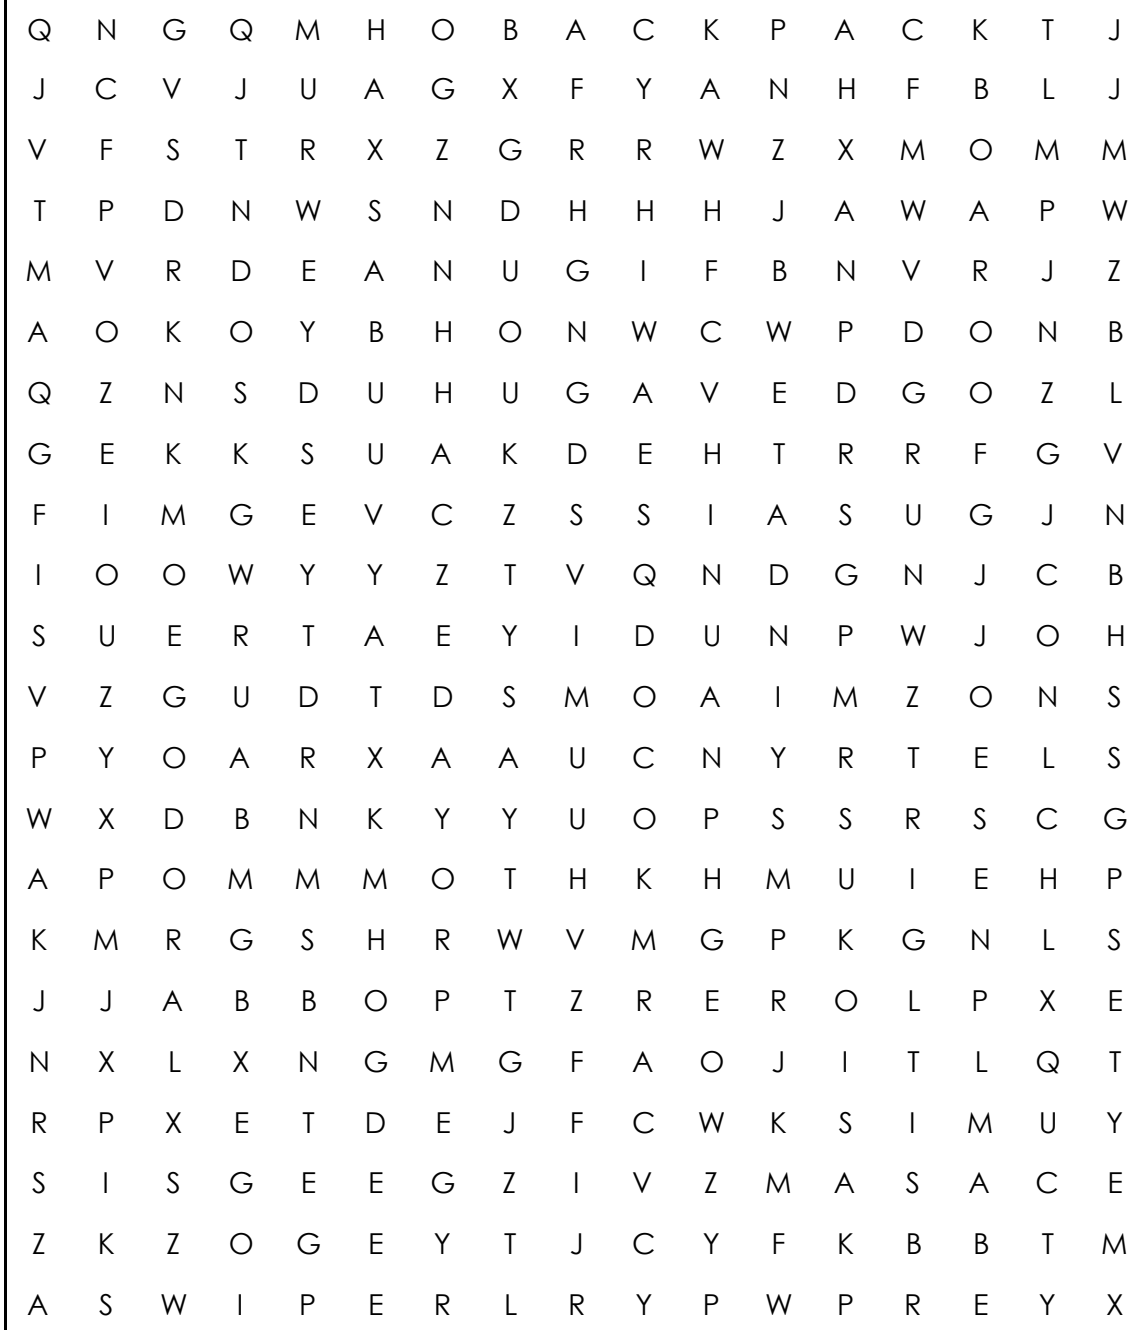 Q N G Q M H O B A C K P A C K T J
J C V J U A G X F Y A N H F B L J
V F S T R X Z G R R W Z X M O M M
T P D N W S N D H H H J A W A P W
M V R D E A N U G I F B N V R J Z
A O K O Y B H O N W C W P D O N B
Q Z N S D U H U G A V E D G O Z L
G E K K S U A K D E H T R R F G V
F I M G E V C Z S S I A S U G J N
I O O W Y Y Z T V Q N D G N J C B
S U E R T A E Y I D U N P W J O H
V Z G U D T D S M O A I M Z O N S
P Y O A R X A A U C N Y R T E L S
W X D B N K Y Y U O P S S R S C G
A P O M M M O T H K H M U I E H P
K M R G S H R W V M G P K G N L S
J J A B B O P T Z R E R O L P X E
N X L X N G M G F A O J I T L Q T
R P X E T D E J F C W K S I M U Y
S I S G E E G Z I V Z M A S A C E
Z K Z O G E Y T J C Y F K B B T M
A S W I P E R L R Y P W P R E Y X